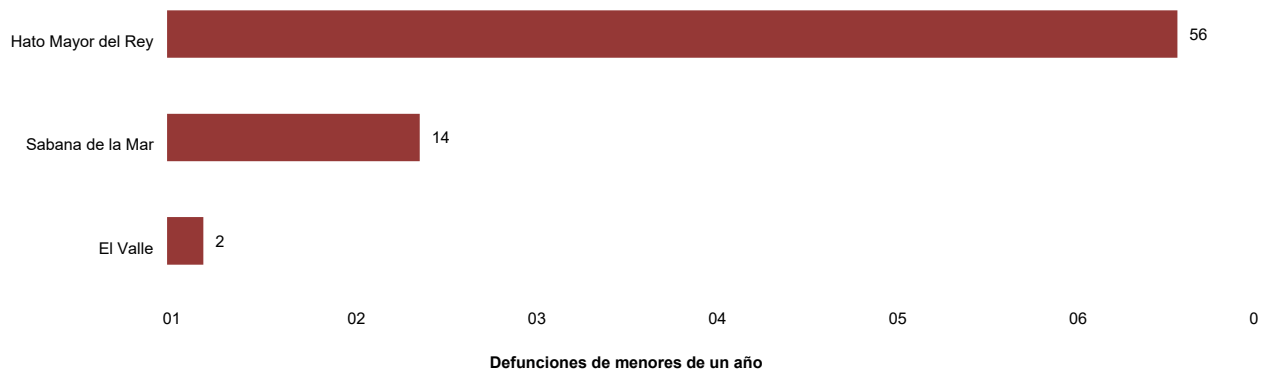 Hato Mayor del Rey 56
Sabana de la Mar 14
El Valle 2
01 02 03 04 05 06 0
Defunciones de menores de un año